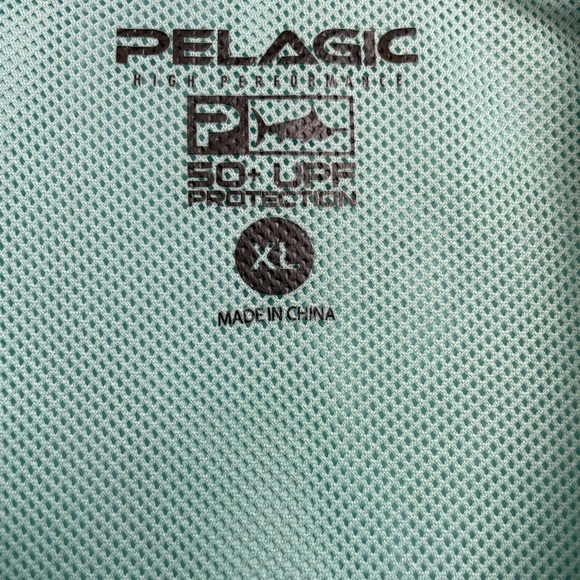 PELAGIC
HIGH PERFORMANCE
P
50+ UPF
PROTECTION
XL
MADE IN CHINA